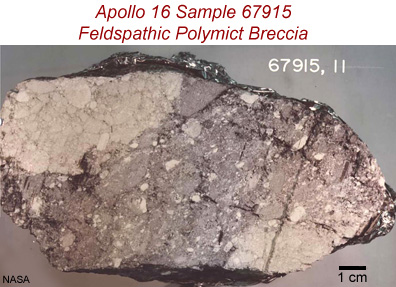 Apollo 16 Sample 67915
Feldspathic Polymict Breccia
67915, 11
NASA
1 cm